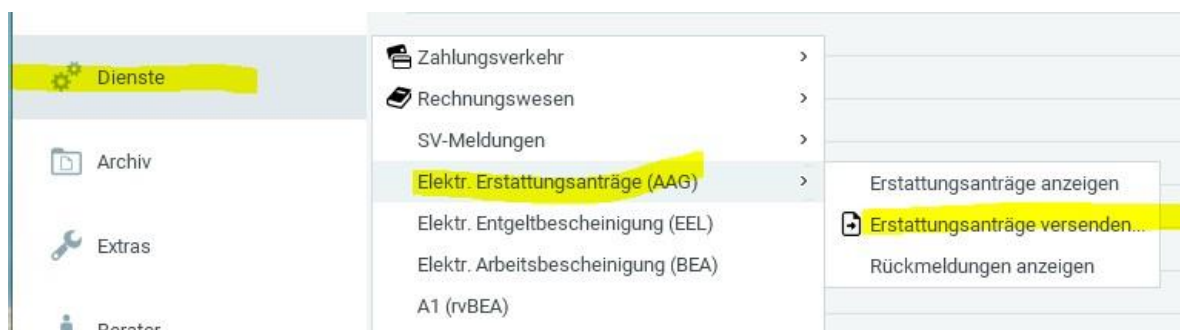 Dienste
Archiv
Extras
Berater
Zahlungsverkehr
Rechnungswesen
SV-Meldungen
Elektr. Erstattungsanträge (AAG)
Elektr. Entgeltbescheinigung (EEL)
Elektr. Arbeitsbescheinigung (BEA)
A1 (rvBEA)
Erstattungsanträge anzeigen
Erstattungsanträge versenden...
Rückmeldungen anzeigen